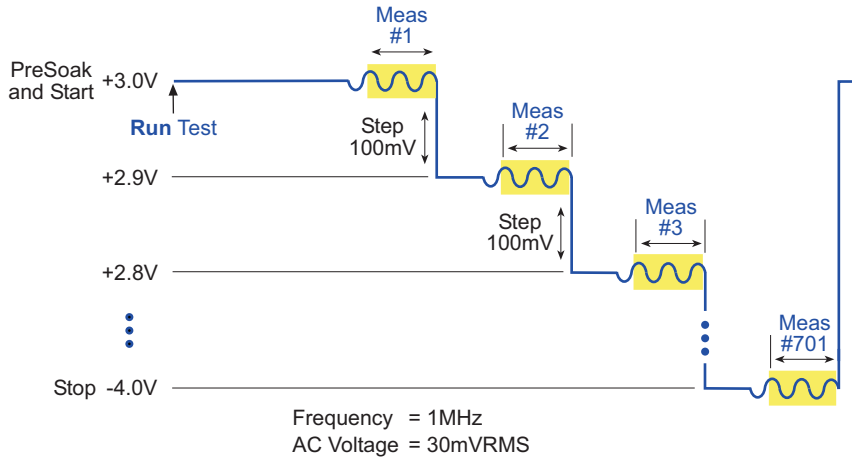 Meas
#1
PreSoak
and Start
+3.0V
Run Test
Step
100mV
Meas
#2
+2.9V
Step
100mV
Meas
#3
+2.8V
Meas
#701
Stop -4.0V
Frequency = 1MHz
AC Voltage = 30mVRMS